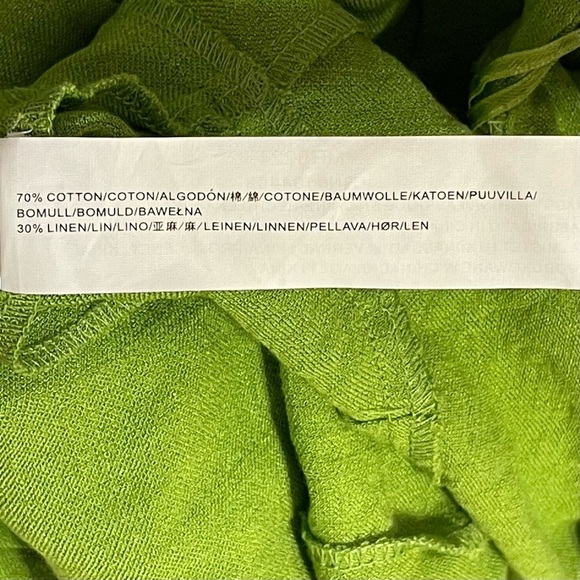 70% COTTON/COTON/ALGODÓN/棉/綿/COTONE/BAUMWOLLE/KATOEN/PUUVILLA/
BOMULL/BOMULD/BAWEŁNA
30% LINEN/LIN/LINO/亚麻/麻/LEINEN/LINNEN/PELLAVA/HØR/LEN